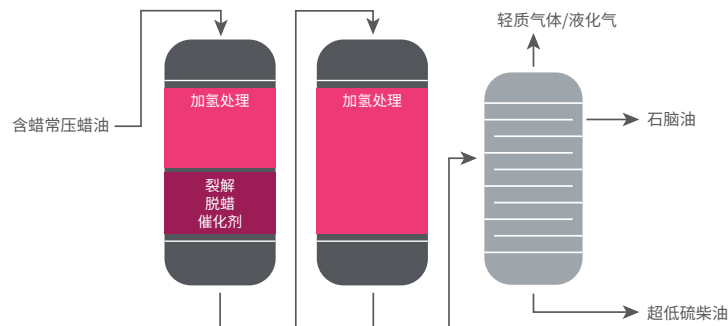 轻质气体/液化气
加氢处理
加氢处理
含蜡常压蜡油
石脑油
裂解
脱蜡
催化剂
超低硫柴油